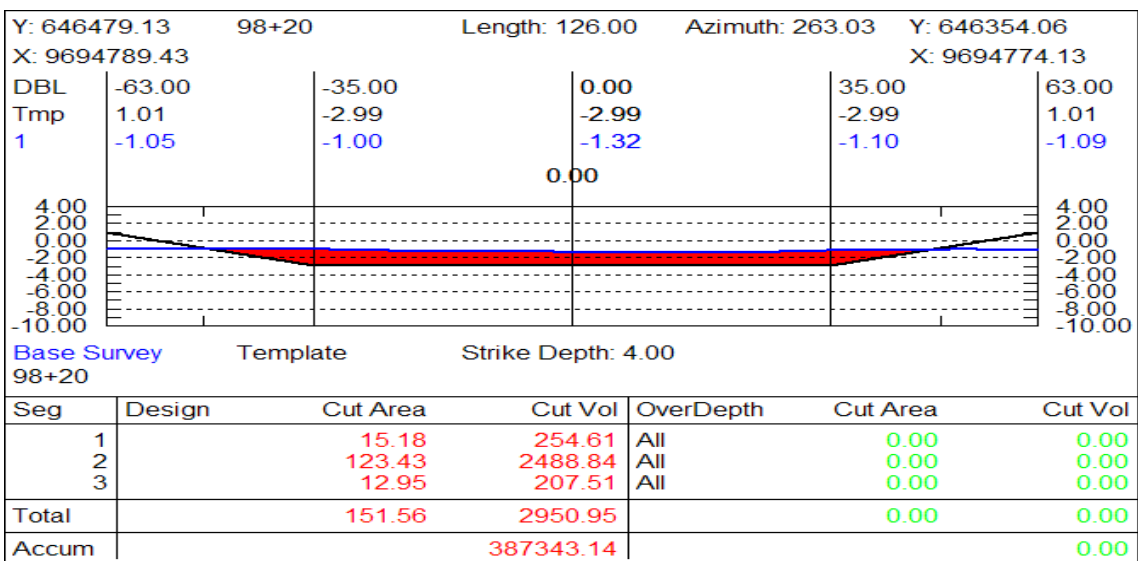 Y: 646479.13 98+20 Length: 126.00 Azimuth: 263.03 Y: 646354.06
X: 9694789.43 X: 9694774.13
DBL -63.00 -35.00 0.00 35.00 63.00
Tmp 1.01 -2.99 -2.99 -2.99 1.01
1 -1.05 -1.00 -1.32 -1.10 -1.09
0.00
4.00 4.00
2.00 2.00
0.00 0.00
-2.00 -2.00
-4.00 -4.00
-6.00 -6.00
-8.00 -8.00
-10.00 -10.00
Base Survey Template Strike Depth: 4.00
98+20
Seg Design Cut Area Cut Vol OverDepth Cut Area Cut Vol
1 15.18 254.61 All 0.00 0.00
2 123.43 2488.84 All 0.00 0.00
3 12.95 207.51 All 0.00 0.00
Total 151.56 2950.95 0.00 0.00
Accum 387343.14 0.00